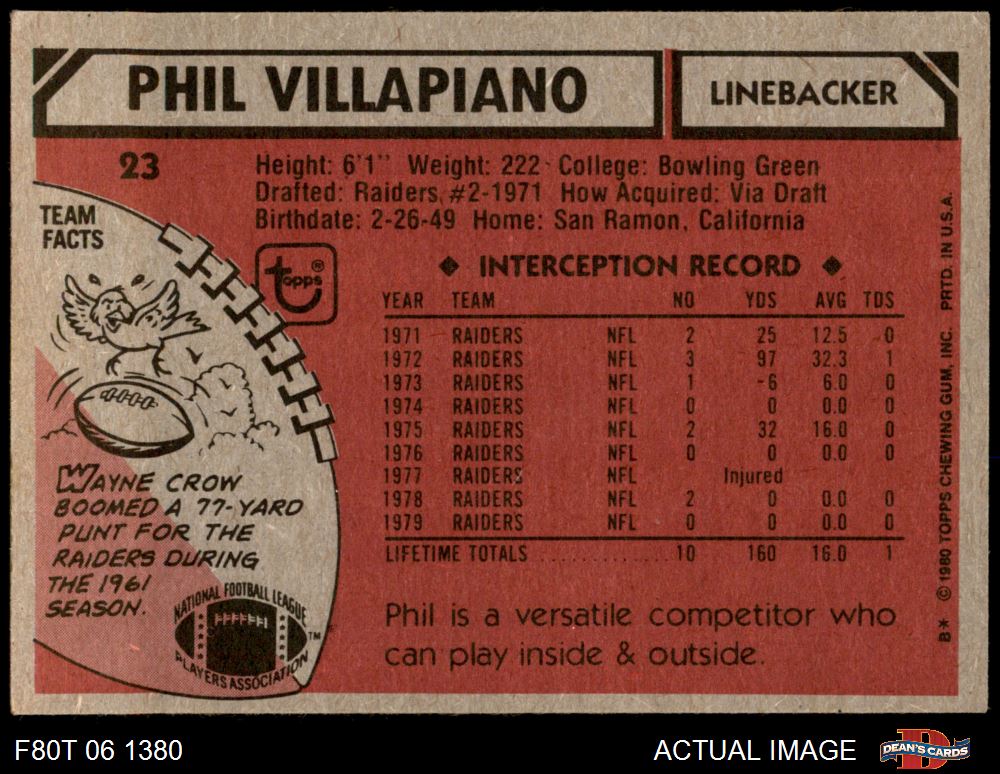 PHIL VILLAPIANO
LINEBACKER
23
Height: 6'1" Weight: 222 College: Bowling Green
Drafted: Raiders, #2-1971 How Acquired: Via Draft
Birthdate: 2-26-49 Home: San Ramon, California
TEAM
FACTS
topps®
◆ INTERCEPTION RECORD ◆
YEAR TEAM NO YDS AVG TDS
1971 RAIDERS NFL 2 25 12.5 0
1972 RAIDERS NFL 3 97 32.3 1
1973 RAIDERS NFL 1 -6 6.0 0
1974 RAIDERS NFL 0 0 0.0 0
1975 RAIDERS NFL 2 32 16.0 0
1976 RAIDERS NFL 0 0 0.0 0
1977 RAIDERS NFL Injured
1978 RAIDERS NFL 2 0 0.0 0
1979 RAIDERS NFL 0 0 0.0 0
LIFETIME TOTALS .............. 10 160 16.0 1
WAYNE CROW
BOOMED A 77-YARD
PUNT FOR THE
RAIDERS DURING
THE 1961
SEASON.
NATIONAL FOOTBALL LEAGUE
PLAYERS ASSOCIATION
™
Phil is a versatile competitor who
can play inside & outside.
B* © 1980 TOPPS CHEWING GUM, INC. PRTD. IN U.S.A.
F80T 06 1380
ACTUAL IMAGE
B
DEAN'S CARDS